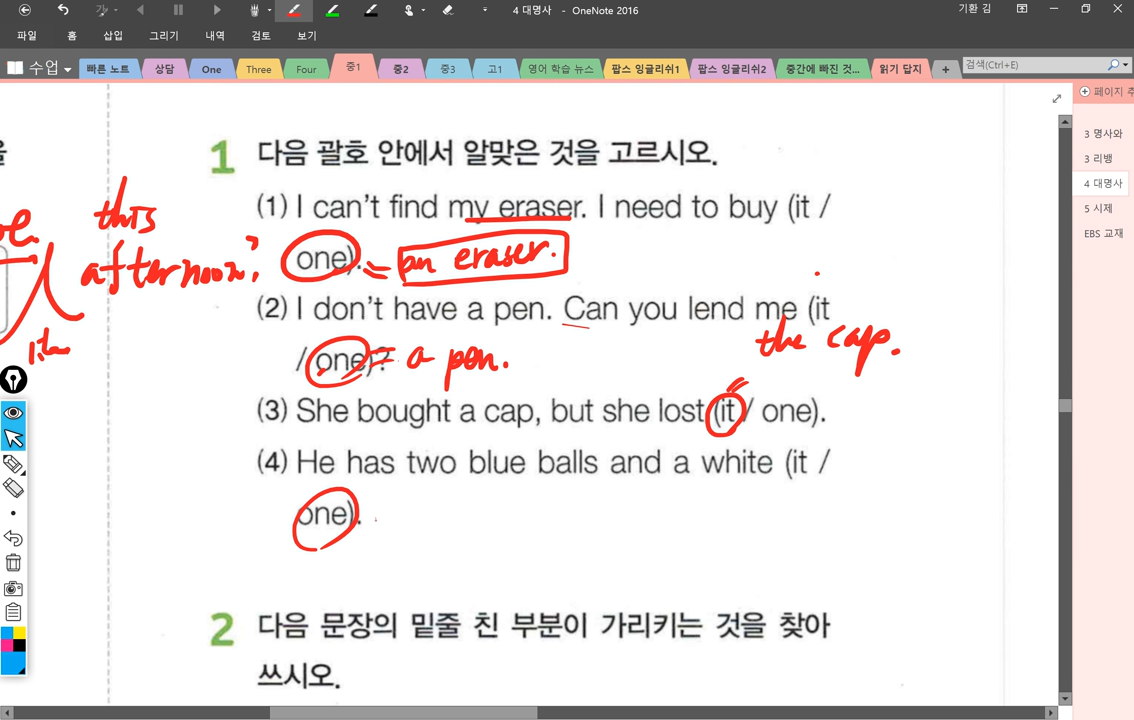 4 대명사 - OneNote 2016
기환 김
파일 홈 삽입 그리기 내역 검토 보기
수업 빠른 노트 상담 One Three Four 중1 중2 중3 고1 영어 학습 뉴스 팝스 잉글리쉬1 팝스 잉글리쉬2 중간에 빠진 것... 읽기 답지 검색(Ctrl+E)
페이지 추
3 명사와
3 리뱅
4 대명사
5 시제
EBS 교재
을
1 다음 괄호 안에서 알맞은 것을 고르시오.
(1) I can't find my eraser. I need to buy (it /
one). = an eraser.
this
afternoon?
(2) I don't have a pen. Can you lend me (it
/ one)? = a pen.
the cap.
(3) She bought a cap, but she lost (it / one).
(4) He has two blue balls and a white (it /
one).
2 다음 문장의 밑줄 친 부분이 가리키는 것을 찾아
쓰시오.